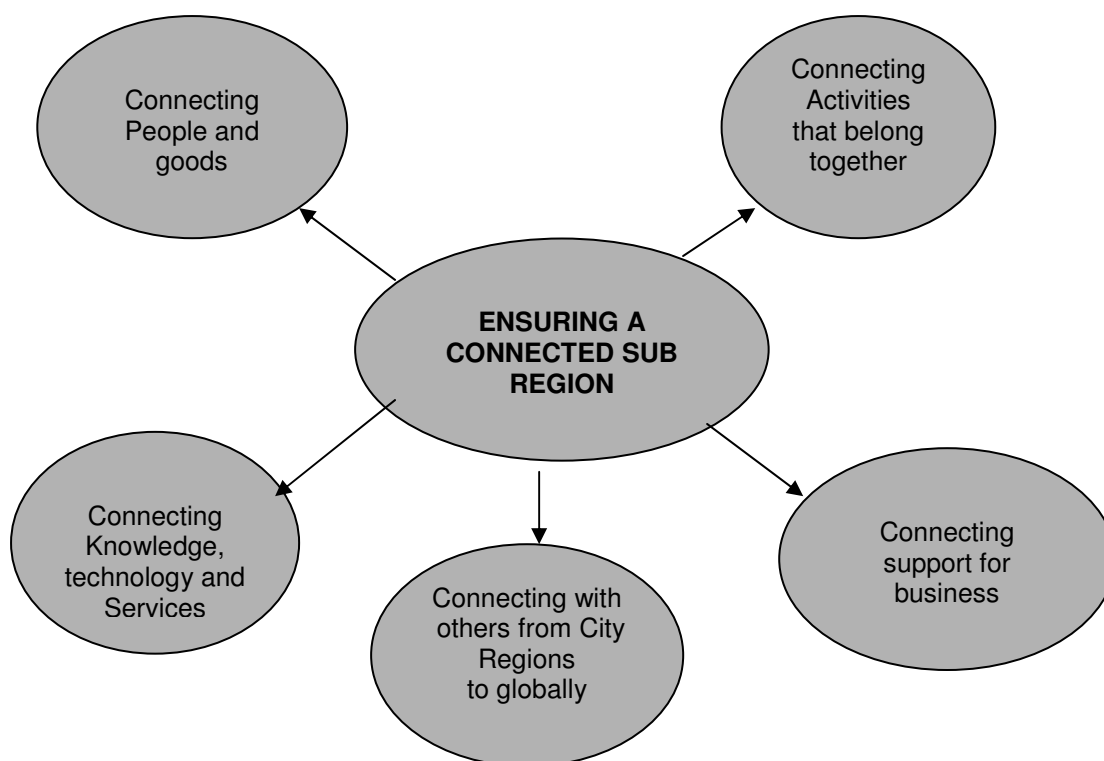 Connecting
People and
goods
Connecting
Activities
that belong
together
ENSURING A
CONNECTED SUB
REGION
Connecting
Knowledge,
technology and
Services
Connecting with
others from City
Regions
to globally
Connecting
support for
business